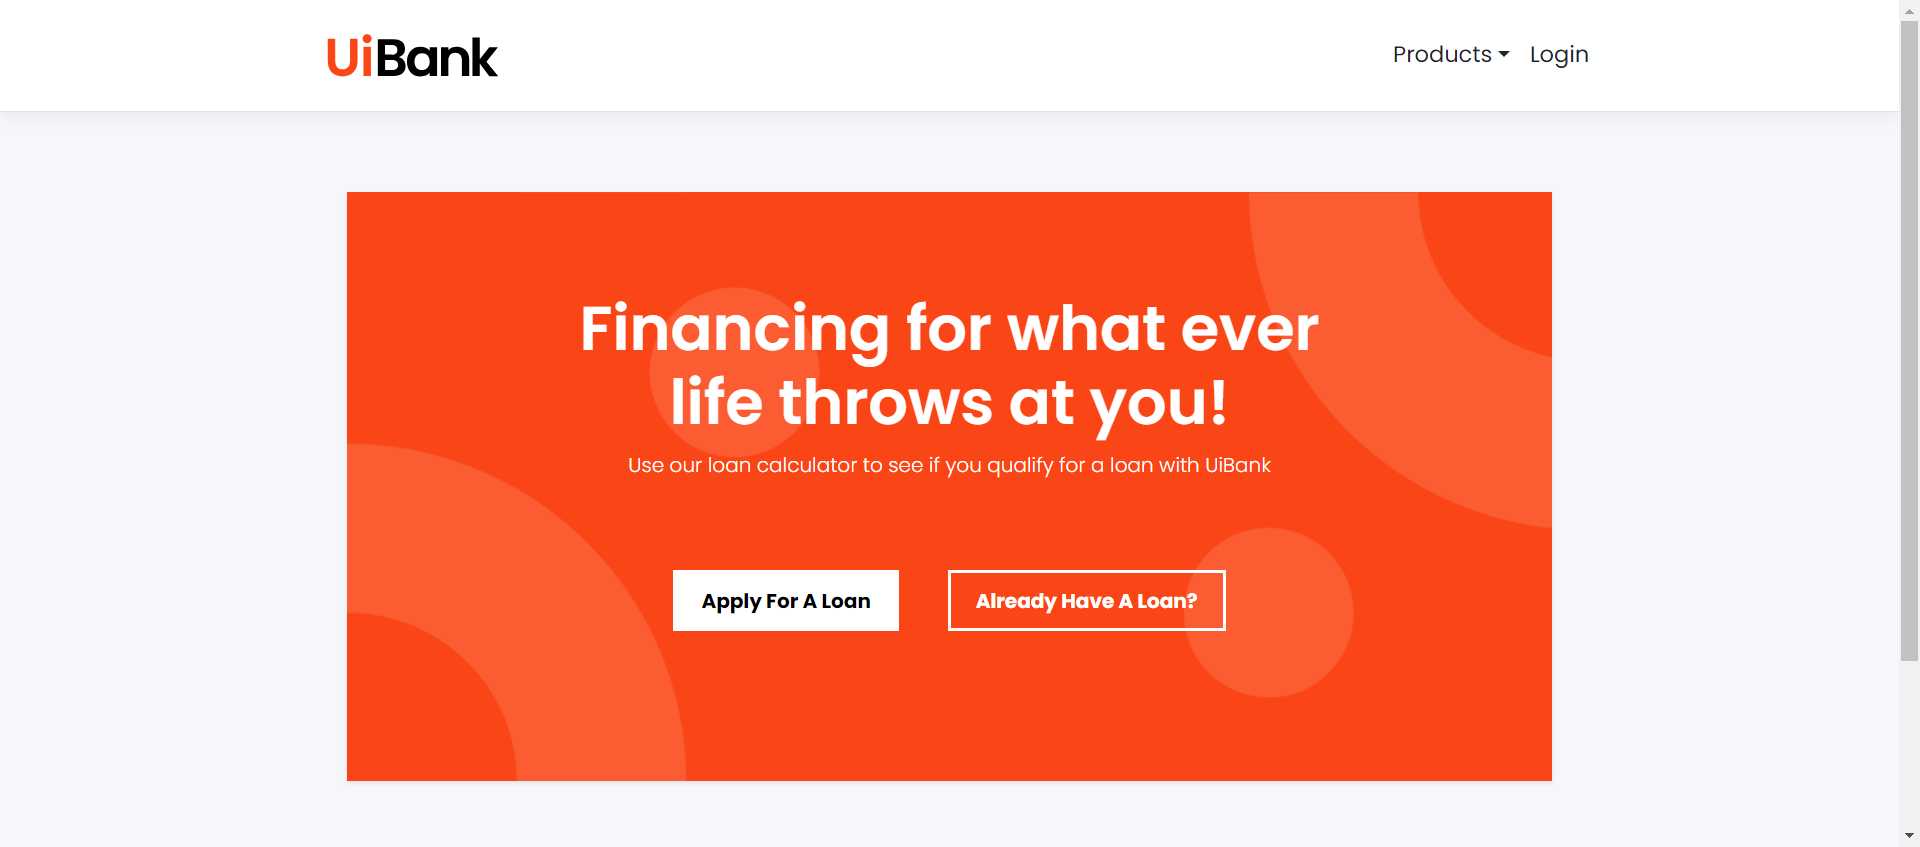 UiBank
Products
Login
Financing for what ever
life throws at you!
Use our loan calculator to see if you qualify for a loan with UiBank
Apply For A Loan
Already Have A Loan?